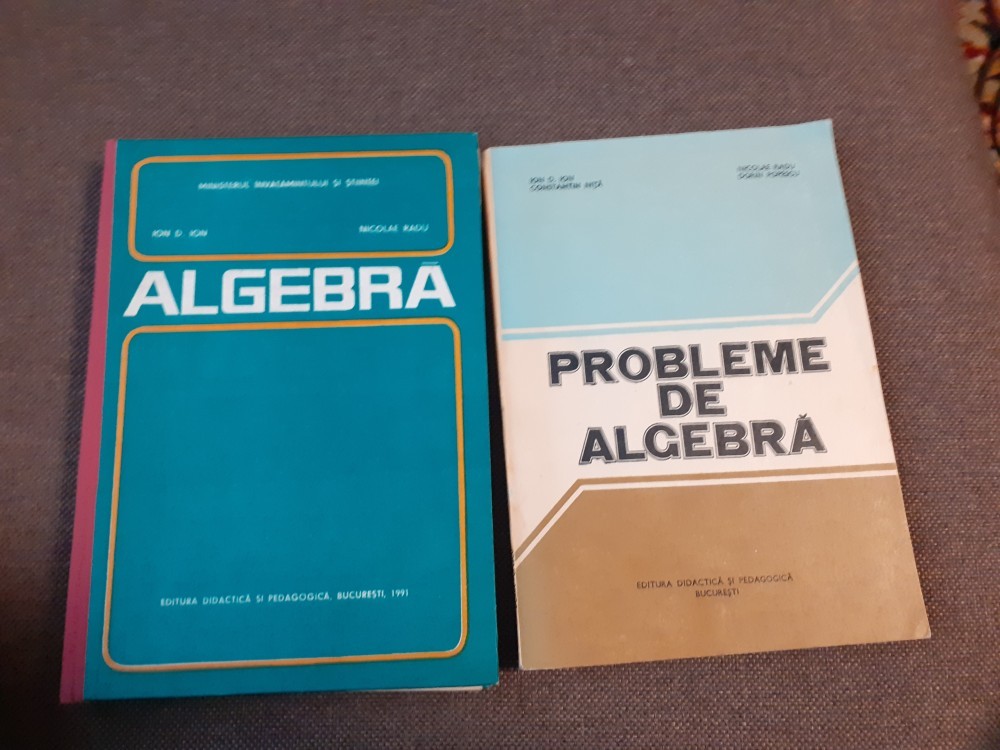 MINISTERUL ÎNVĂȚĂMÎNTULUI ȘI ȘTIINȚEI
ION D. ION
NICOLAE RADU
ALGEBRĂ
EDITURA DIDACTICĂ ȘI PEDAGOGICĂ, BUCUREȘTI, 1991
ION D. ION
CONSTANTIN NIȚĂ
NICOLAE RADU
DORIN POPESCU
PROBLEME
DE
ALGEBRĂ
EDITURA DIDACTICĂ ȘI PEDAGOGICĂ
BUCUREȘTI